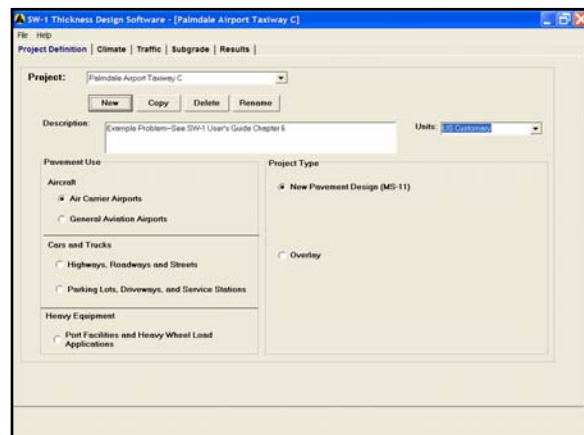 SW-1 Thickness Design Software - [Palmdale Airport Taxiway C]
File Help
Project Definition | Climate | Traffic | Subgrade | Results |
Project: Palmdale Airport Taxiway C
New Copy Delete Rename
Description: Example Problem--See SW-1 User's Guide Chapter 6 Units: US Customary
Pavement Use
Aircraft
Air Carrier Airports
General Aviation Airports
Cars and Trucks
Highways, Roadways and Streets
Parking Lots, Driveways, and Service Stations
Heavy Equipment
Port Facilities and Heavy Wheel Load
Applications
Project Type
New Pavement Design (MS-11)
Overlay